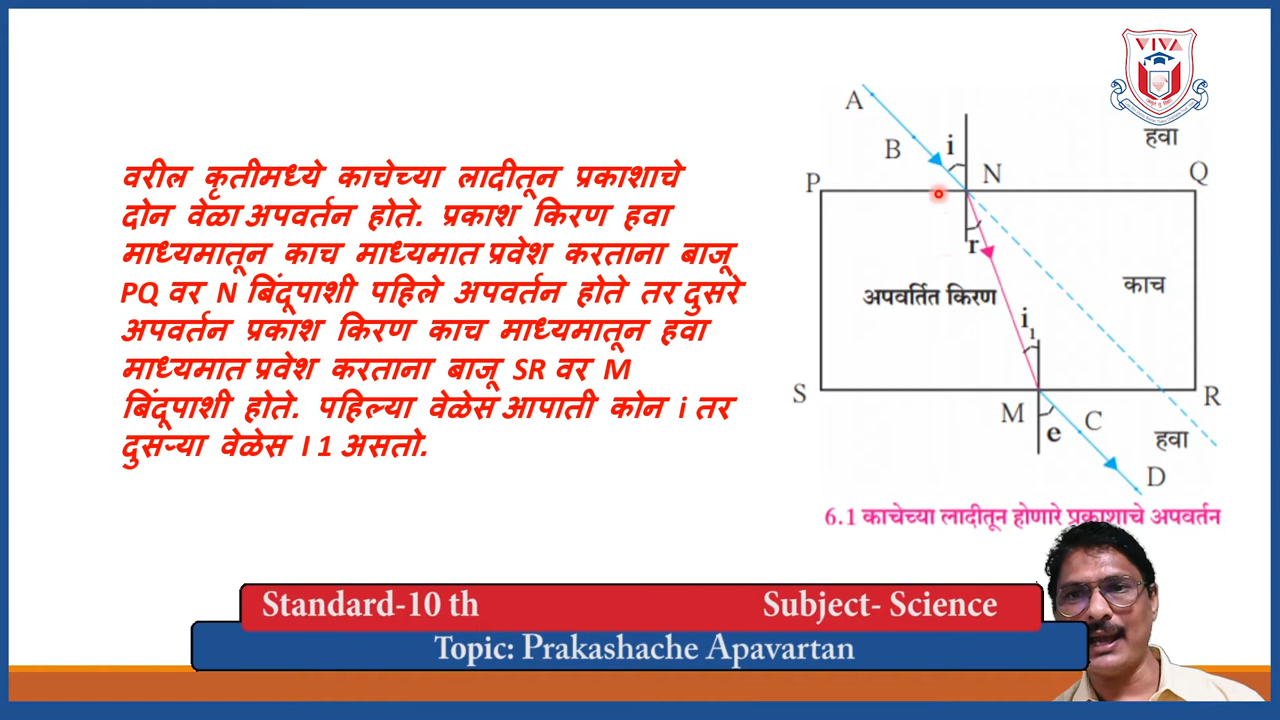 वरील कृतीमध्ये काचेच्या लादीतून प्रकाशाचे
दोन वेळा अपवर्तन होते. प्रकाश किरण हवा
माध्यमातून काच माध्यमात प्रवेश करताना बाजू
PQ वर N बिंदूपाशी पहिले अपवर्तन होते तर दुसरे
अपवर्तन प्रकाश किरण काच माध्यमातून हवा
माध्यमात प्रवेश करताना बाजू SR वर M
बिंदूपाशी होते. पहिल्या वेळेस आपाती कोन i तर
दुसऱ्या वेळेस I 1 असतो.
VIVA
हवा
A
B
i
N
P
Q
r
काच
अपवर्तित किरण
i1
S
R
M
C
e
हवा
D
6.1 काचेच्या लादीतून होणारे प्रकाशाचे अपवर्तन
Standard-10 th
Subject- Science
Topic: Prakashache Apavartan